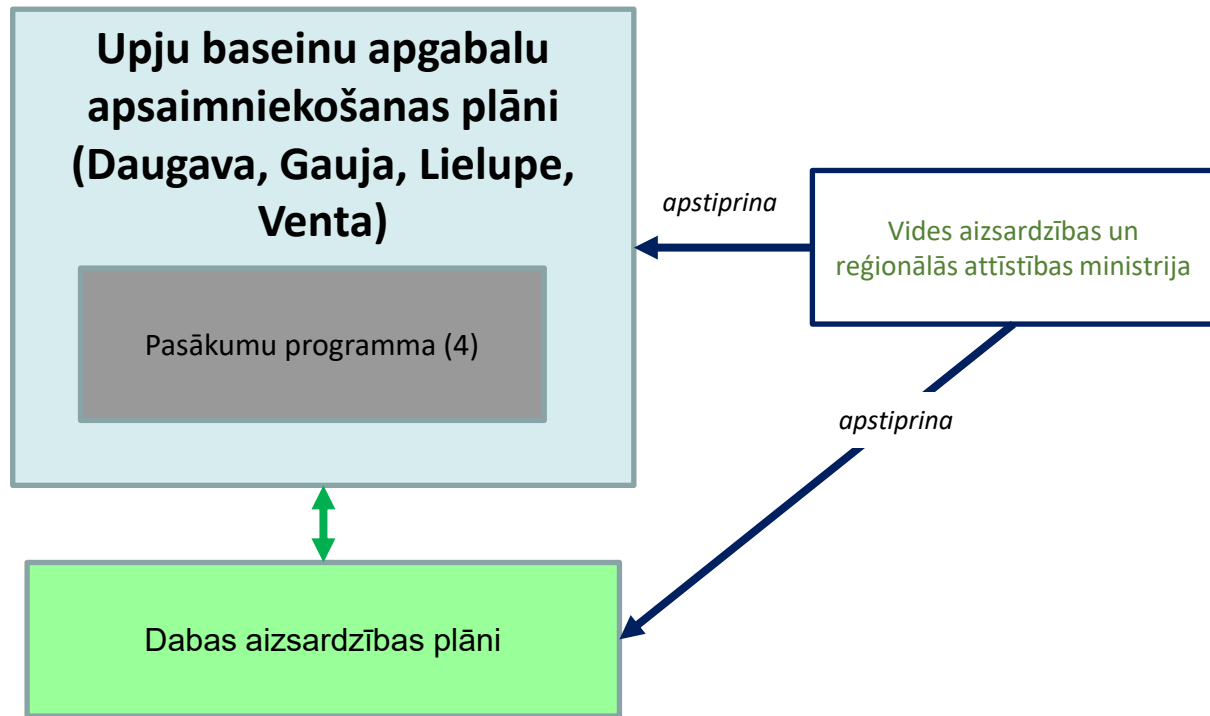 Upju baseinu apgabalu
apsaimniekošanas plāni
(Daugava, Gauja, Lielupe,
Venta)
Pasākumu programma (4)
apstiprina
Vides aizsardzības un
reģionālās attīstības ministrija
apstiprina
Dabas aizsardzības plāni